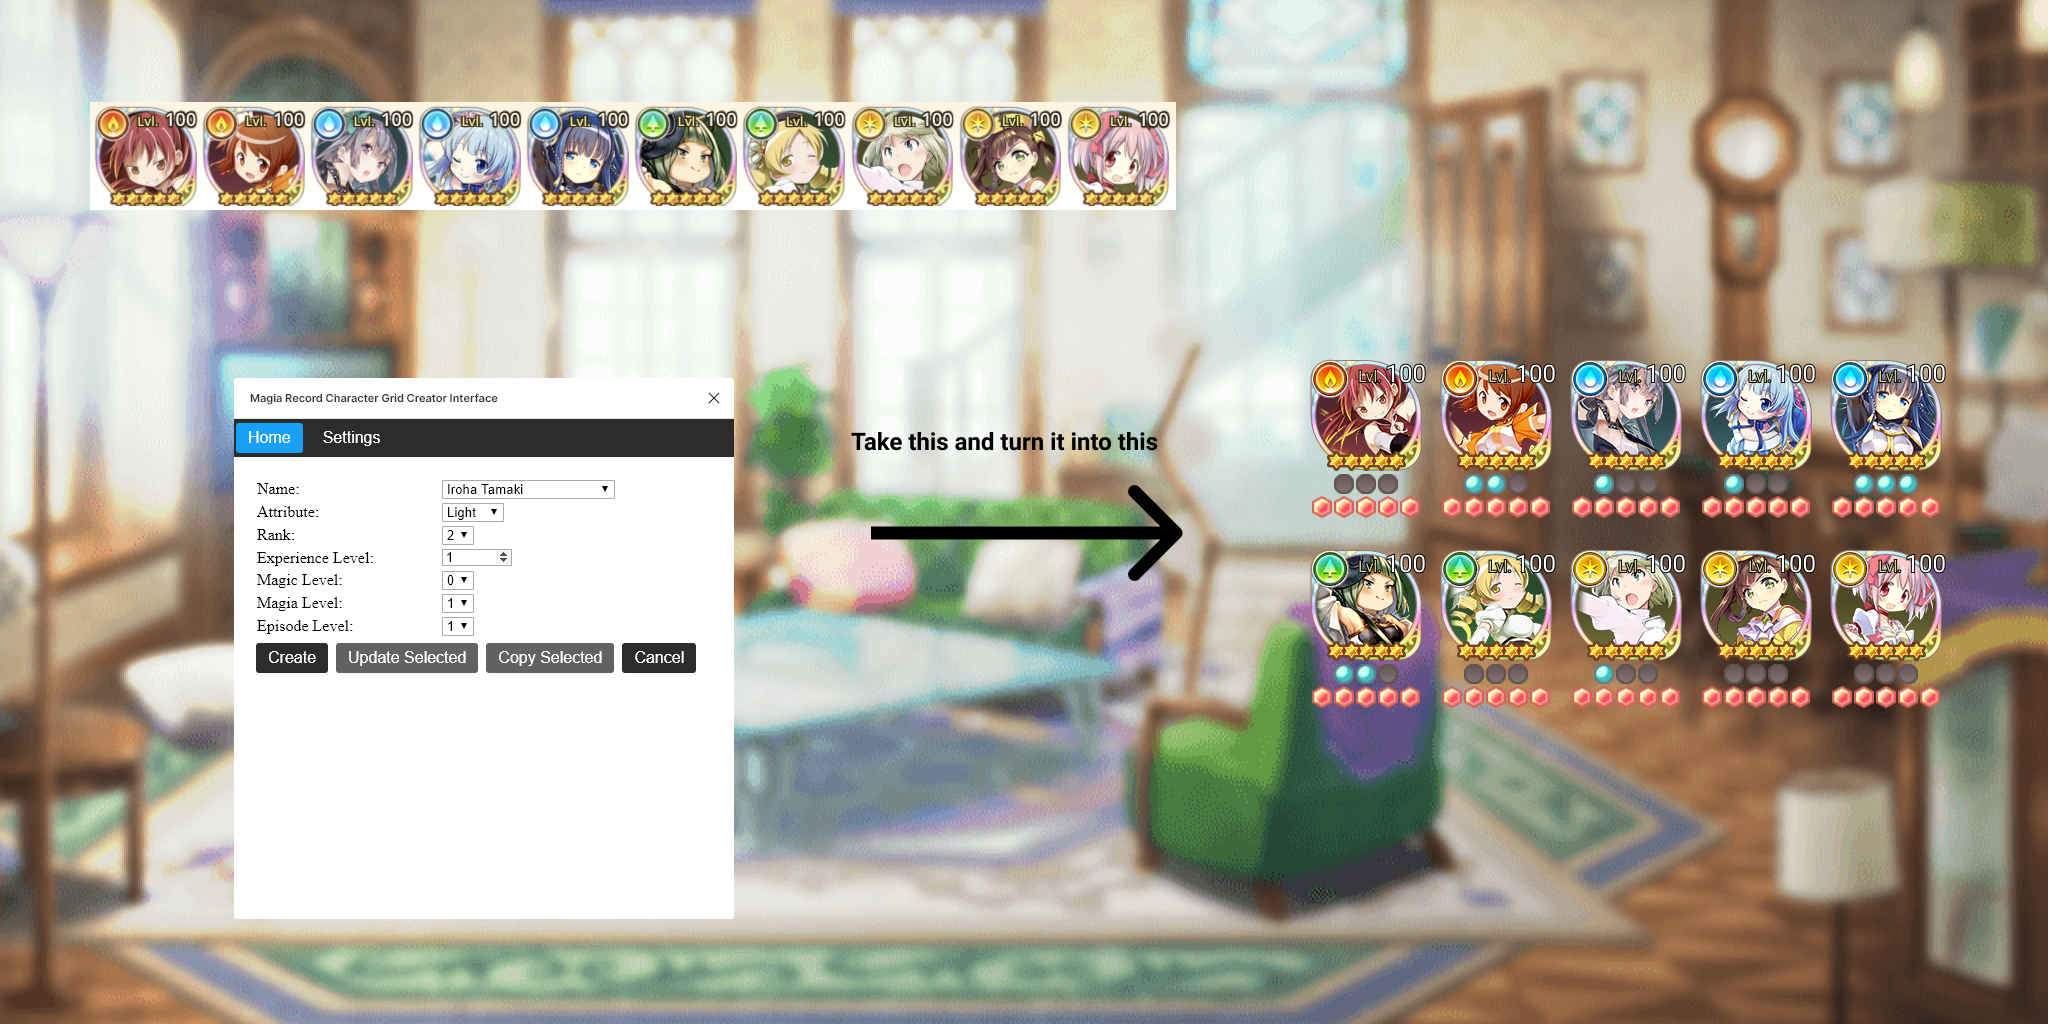 Lvl. 100 Lvl. 100 Lvl. 100 Lvl. 100 Lvl. 100 Lvl. 100 Lvl. 100 Lvl. 100 Lvl. 100 Lvl. 100
Magia Record Character Grid Creator Interface
Home Settings
Name: Iroha Tamaki
Attribute: Light
Rank: 2
Experience Level: 1
Magic Level: 0
Magia Level: 1
Episode Level: 1
Create Update Selected Copy Selected Cancel
Take this and turn it into this
Lvl. 100 Lvl. 100 Lvl. 100 Lvl. 100 Lvl. 100
Lvl. 100 Lvl. 100 Lvl. 100 Lvl. 100 Lvl. 100